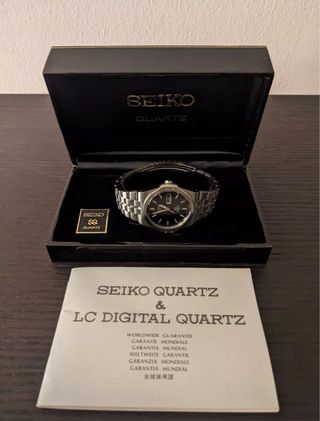 SEIKO
QUARTZ
SEIKO
SQ
QUARTZ
SEIKO QUARTZ
&
LC DIGITAL QUARTZ
WORLDWIDE GUARANTEE
GARANTIE MONDIALE
GARANTIA MUNDIAL
WELTWEITE GARANTIE
GARANZIA MONDIALE
GARANTIA MUNDIAL
全球保用證